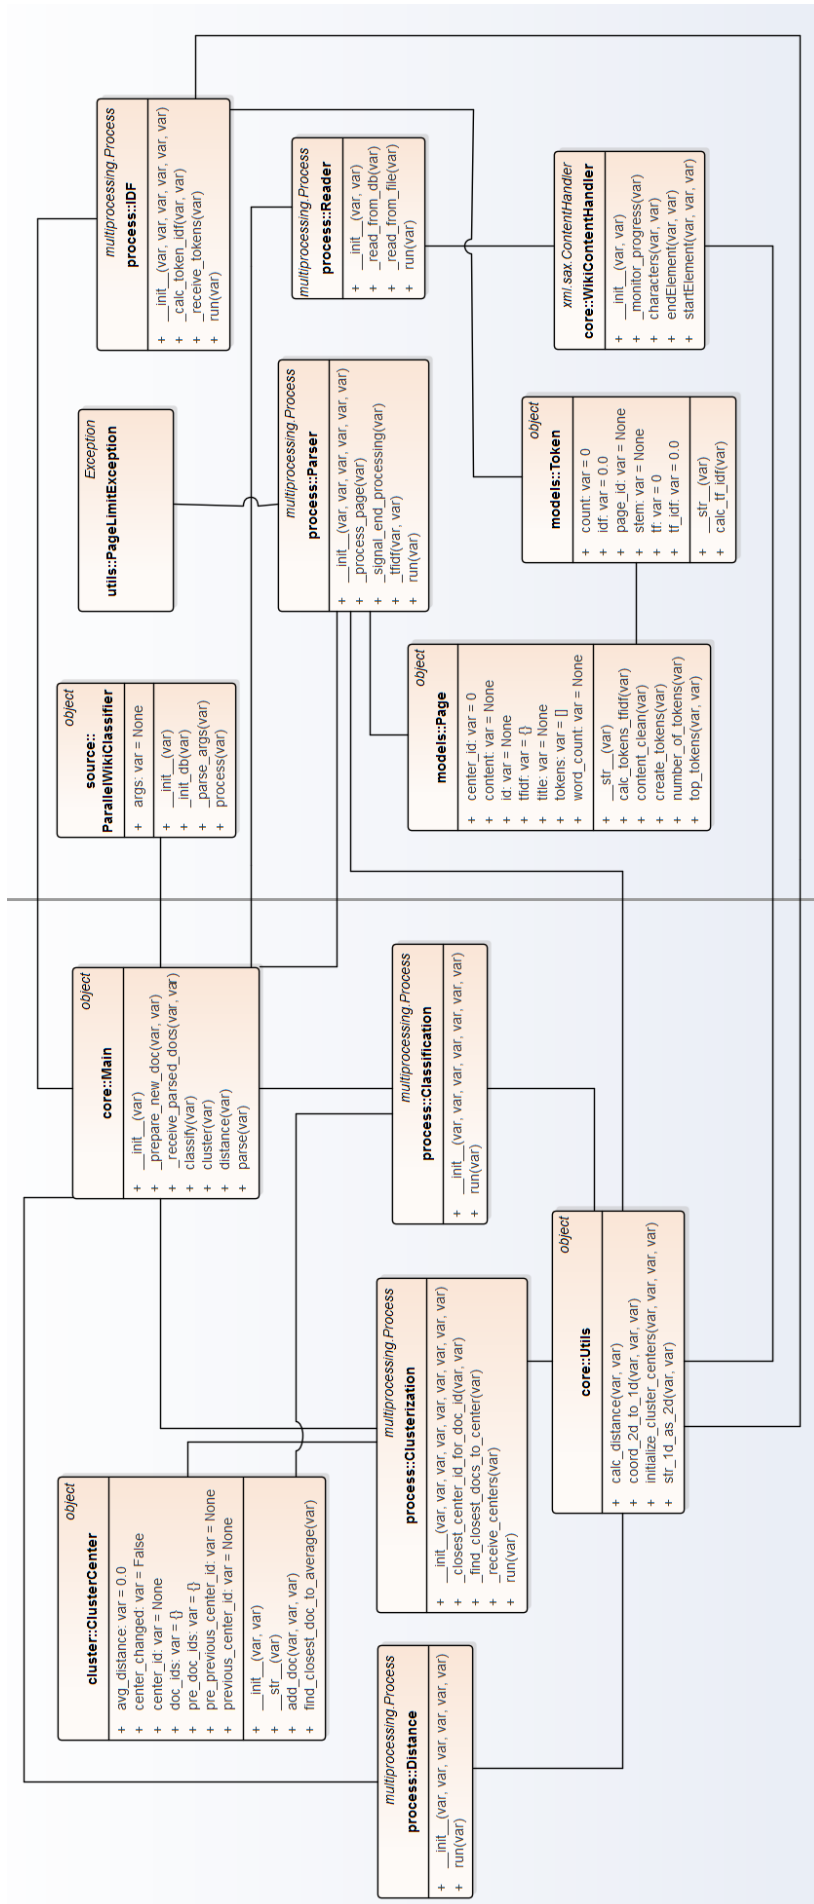 object
cluster::ClusterCenter
+ avg_distance: var = 0.0
+ center_changed: var = False
+ center_id: var = None
+ doc_ids: var = {}
+ pre_doc_ids: var = {}
+ pre_previous_center_id: var = None
+ previous_center_id: var = None
+ __init__(var, var)
+ __str__(var)
+ add_doc(var, var, var)
+ find_closest_doc_to_average(var)
object
core::Main
+ __init__(var)
+ _prepare_new_doc(var, var)
+ _receive_parsed_docs(var, var)
+ classify(var)
+ cluster(var)
+ distance(var)
+ parse(var)
object
source::
ParallelWikiClassifier
+ args: var = None
+ __init__(var)
+ _init_db(var)
+ _parse_args(var)
+ process(var)
Exception
utils::PageLimitException
multiprocessing.Process
process::IDF
+ __init__(var, var, var, var, var, var, var)
+ _calc_token_idf(var, var)
+ _receive_tokens(var)
+ run(var)
multiprocessing.Process
process::Distance
+ __init__(var, var, var, var, var, var, var)
+ run(var)
multiprocessing.Process
process::Clusterization
+ __init__(var, var, var, var, var, var, var, var, var, var)
+ _closest_center_id_for_doc_id(var, var)
+ _find_closest_docs_to_center(var)
+ _receive_centers(var)
+ run(var)
multiprocessing.Process
process::Classification
+ __init__(var, var, var, var, var, var, var, var)
+ run(var)
object
models::Page
+ center_id: var = 0
+ content: var = None
+ id: var = None
+ tfidf: var = {}
+ title: var = None
+ tokens: var = []
+ word_count: var = None
+ __str__(var)
+ calc_tokens_tfidf(var)
+ content_clean(var)
+ create_tokens(var)
+ number_of_tokens(var)
+ top_tokens(var, var)
multiprocessing.Process
process::Parser
+ __init__(var, var, var, var, var, var, var)
+ _process_page(var)
+ _signal_end_processing(var)
+ _tfidf(var, var)
+ run(var)
multiprocessing.Process
process::Reader
+ __init__(var, var)
+ _read_from_db(var)
+ _read_from_file(var)
+ run(var)
object
core::Utils
+ calc_distance(var, var)
+ coord_2d_to_1d(var, var, var)
+ initialize_cluster_centers(var, var, var, var)
+ str_1d_as_2d(var, var)
object
models::Token
+ count: var = 0
+ idf: var = 0.0
+ page_id: var = None
+ stem: var = None
+ tf: var = 0
+ tf_idf: var = 0.0
+ __str__(var)
+ calc_tf_idf(var)
xml.sax.ContentHandler
core::WikiContentHandler
+ __init__(var, var)
+ _monitor_progress(var)
+ characters(var, var)
+ endElement(var, var)
+ startElement(var, var, var)